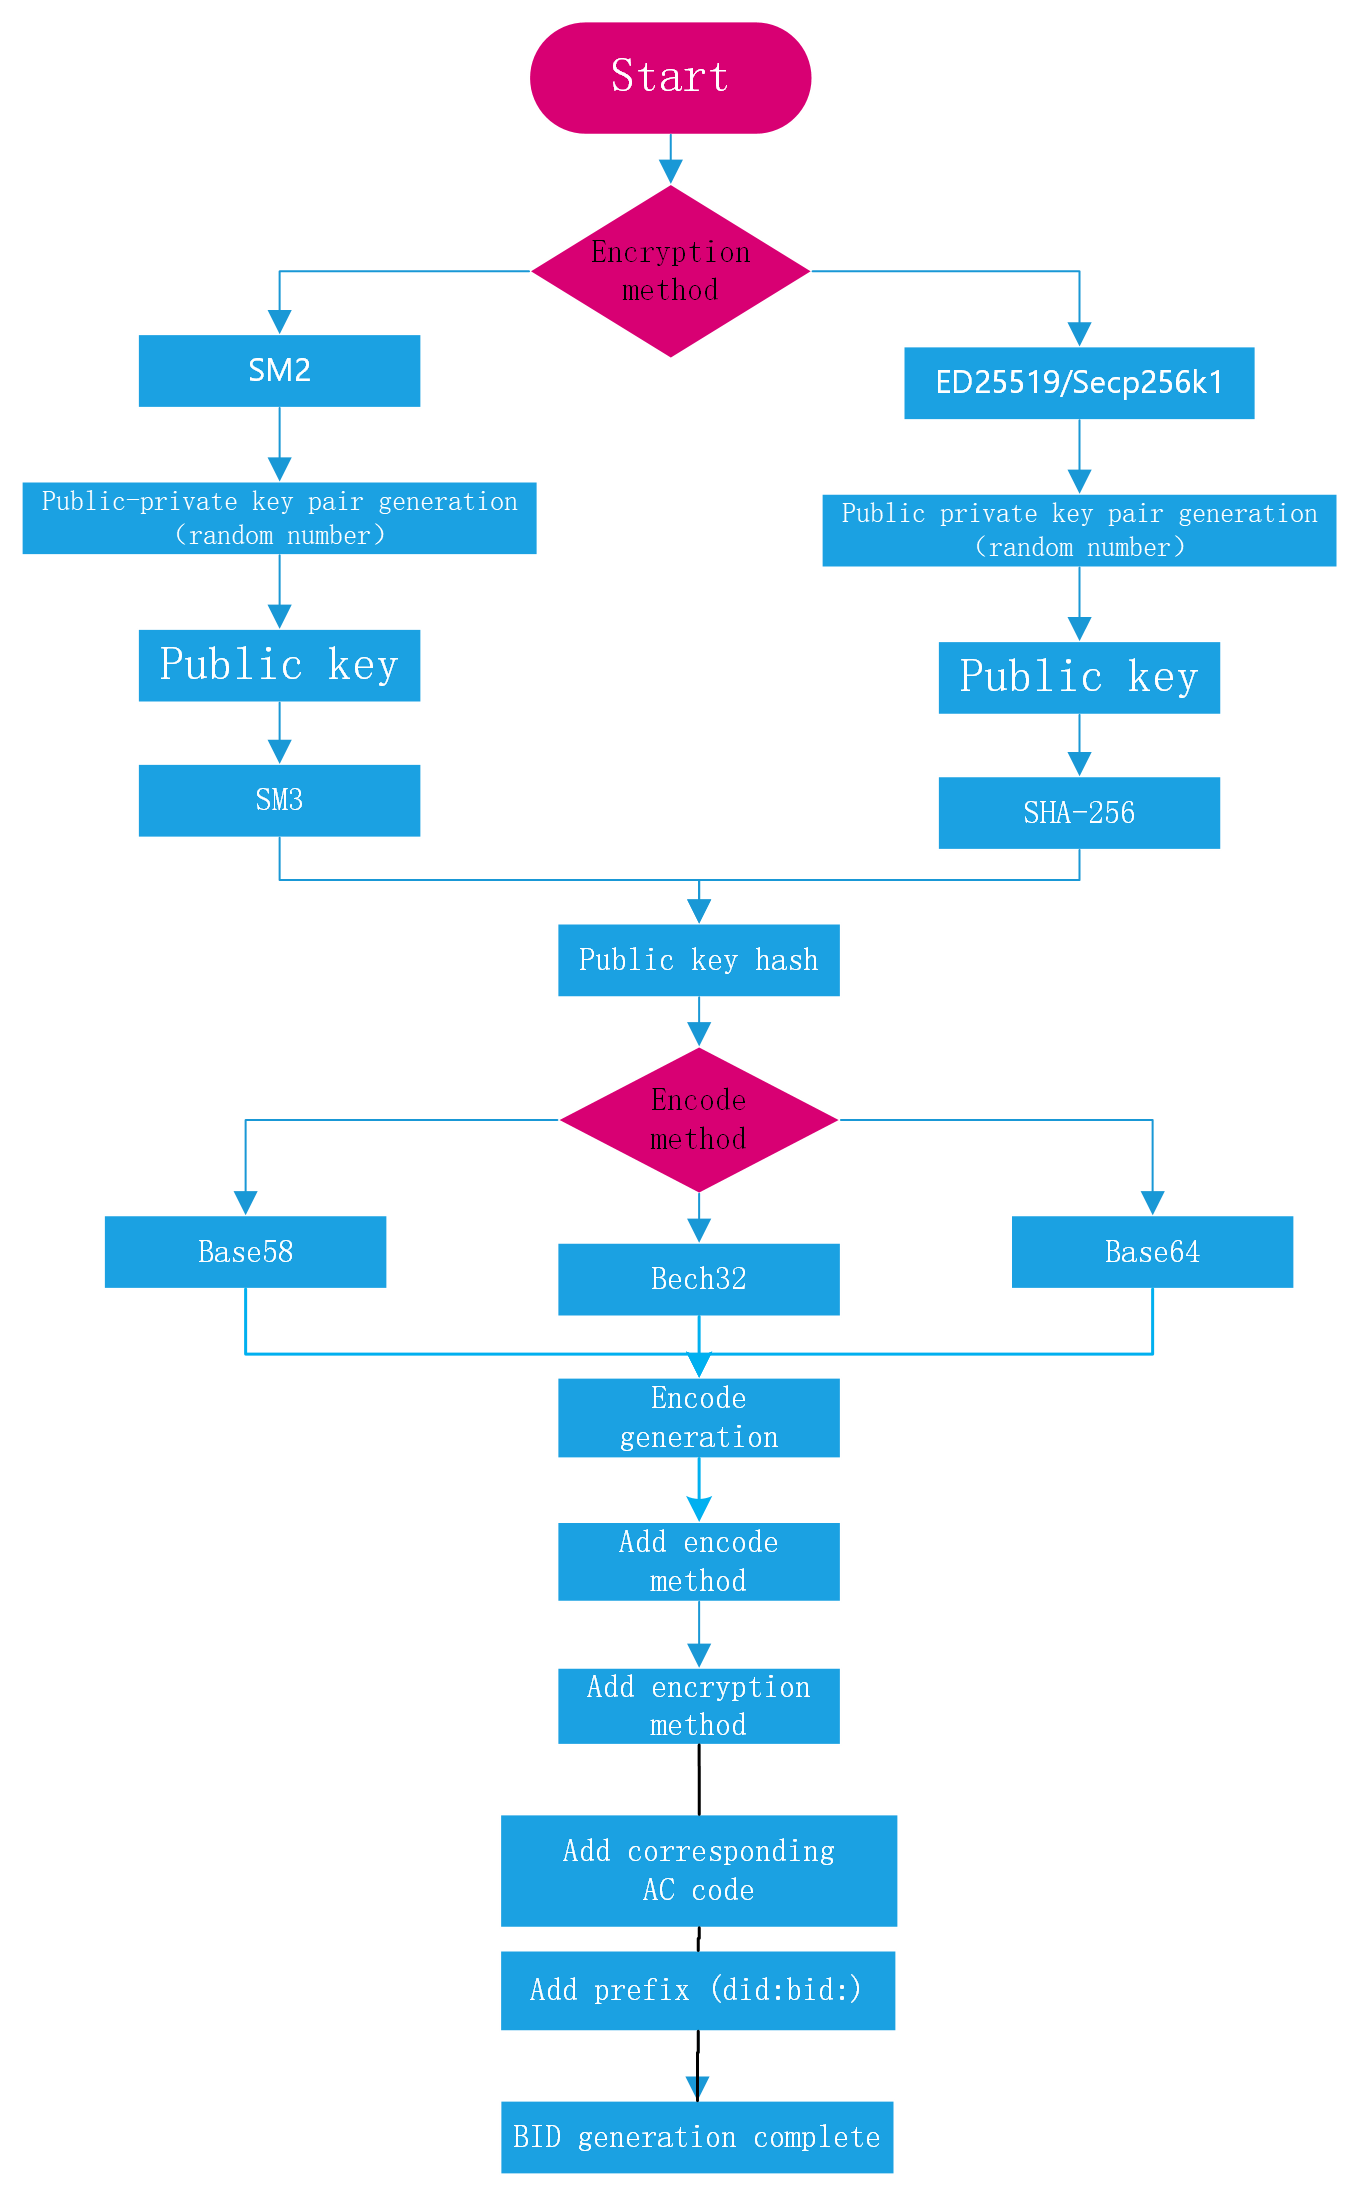 Start
Encryption
method
SM2
ED25519/Secp256k1
Public-private key pair generation
（random number）
Public private key pair generation
（random number）
Public key
Public key
SM3
SHA-256
Public key hash
Encode
method
Base58
Bech32
Base64
Encode
generation
Add encode
method
Add encryption
method
Add corresponding
AC code
Add prefix (did:bid:)
BID generation complete